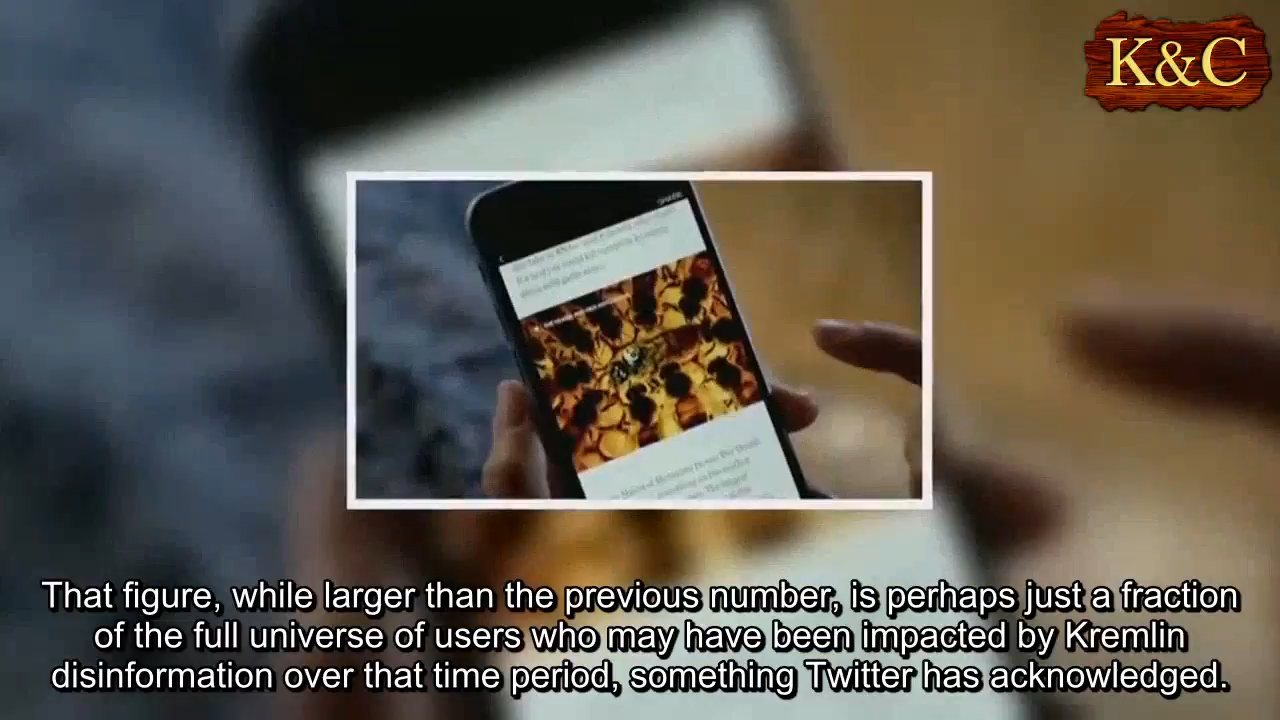 K&C
SHARE
That figure, while larger than the previous number, is perhaps just a fraction
of the full universe of users who may have been impacted by Kremlin
disinformation over that time period, something Twitter has acknowledged.